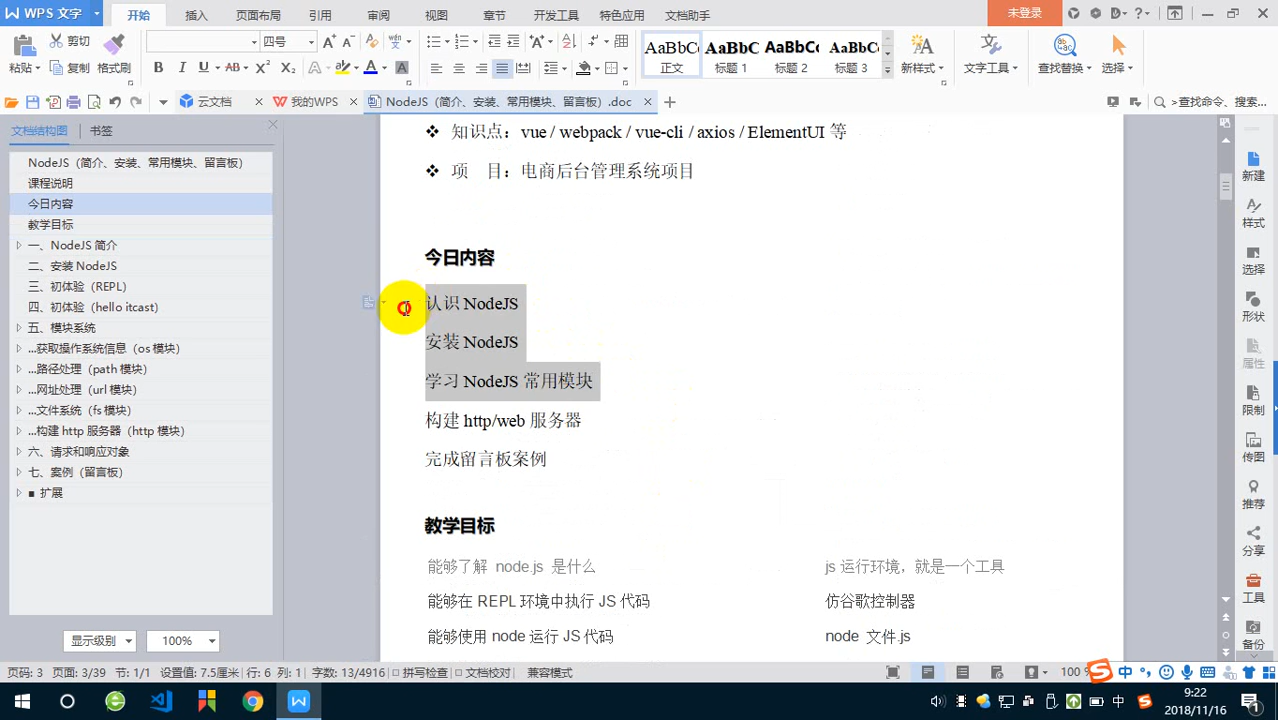 WPS 文字
开始
插入
页面布局
引用
审阅
视图
章节
开发工具
特色应用
文档助手
未登录
粘贴
剪切
复制
格式刷
四号
AaBbCc
正文
AaBbC
标题 1
AaBbC
标题 2
AaBbC
标题 3
新样式
文字工具
查找替换
选择
云文档
我的WPS
NodeJS（简介、安装、常用模块、留言板）.doc
>查找命令、搜索...
文档结构图
书签
NodeJS（简介、安装、常用模块、留言板）
课程说明
今日内容
教学目标
一、NodeJS 简介
二、安装 NodeJS
三、初体验（REPL）
四、初体验（hello itcast）
五、模块系统
...获取操作系统信息（os 模块）
...路径处理（path 模块）
...网址处理（url 模块）
...文件系统（fs 模块）
...构建 http 服务器（http 模块）
六、请求和响应对象
七、案例（留言板）
■ 扩展
显示级别
100%
❖ 知识点：vue / webpack / vue-cli / axios / ElementUI 等
❖ 项 目：电商后台管理系统项目
今日内容
认识 NodeJS
安装 NodeJS
学习 NodeJS 常用模块
构建 http/web 服务器
完成留言板案例
教学目标
能够了解 node.js 是什么
js 运行环境，就是一个工具
能够在 REPL 环境中执行 JS 代码
仿谷歌控制器
能够使用 node 运行 JS 代码
node 文件.js
新建
样式
选择
形状
属性
限制
传图
推荐
分享
工具
备份
页码: 3
页面: 3/39
节: 1/1
设置值: 7.5厘米
行: 6
列: 1
字数: 13/4916
拼写检查
文档校对
兼容模式
100
中
中
9:22
2018/11/16